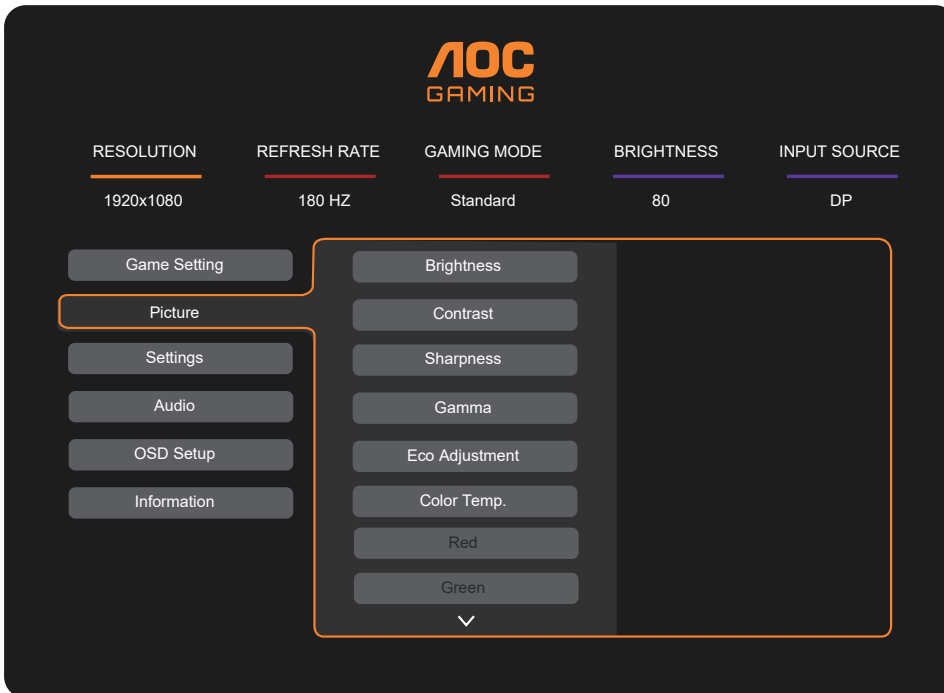 AOC
GAMING
RESOLUTION REFRESH RATE GAMING MODE BRIGHTNESS INPUT SOURCE
1920x1080 180 HZ Standard 80 DP
Game Setting
Picture
Settings
Audio
OSD Setup
Information
Brightness
Contrast
Sharpness
Gamma
Eco Adjustment
Color Temp.
Red
Green